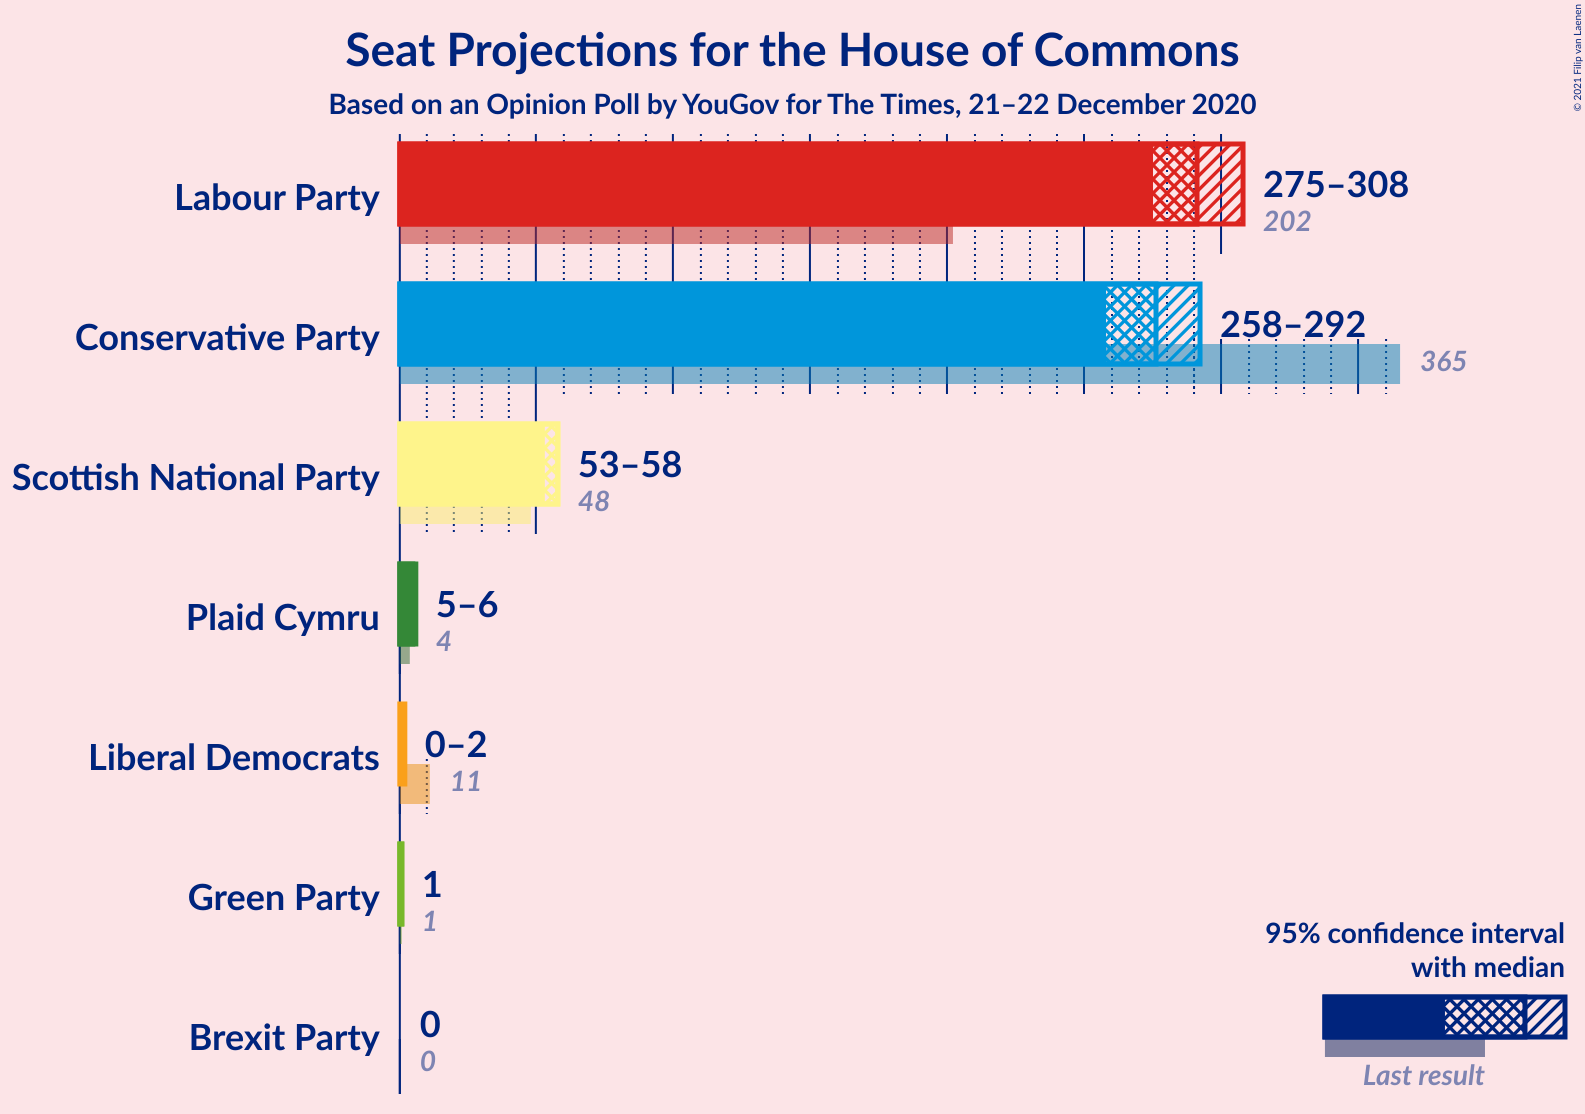 Seat Projections for the House of Commons
Based on an Opinion Poll by YouGov for The Times, 21–22 December 2020
© 2021 Filip van Laenen
Labour Party
275–308
202
Conservative Party
258–292
365
Scottish National Party
53–58
48
Plaid Cymru
5–6
4
Liberal Democrats
0–2
11
Green Party
1
1
Brexit Party
0
0
95% confidence interval
with median
Last result